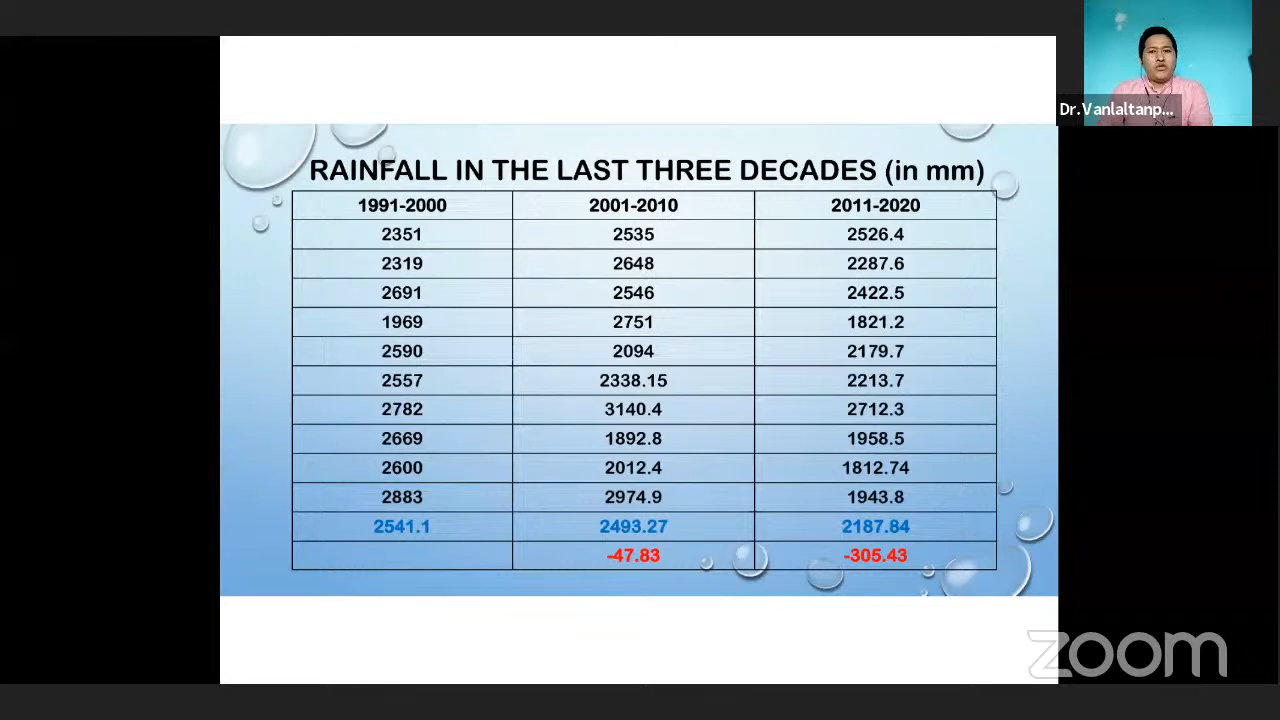 Dr.Vanlaltanp...
RAINFALL IN THE LAST THREE DECADES (in mm)
1991-2000 2001-2010 2011-2020
2351 2535 2526.4
2319 2648 2287.6
2691 2546 2422.5
1969 2751 1821.2
2590 2094 2179.7
2557 2338.15 2213.7
2782 3140.4 2712.3
2669 1892.8 1958.5
2600 2012.4 1812.74
2883 2974.9 1943.8
2541.1 2493.27 2187.84
-47.83 -305.43
zoom